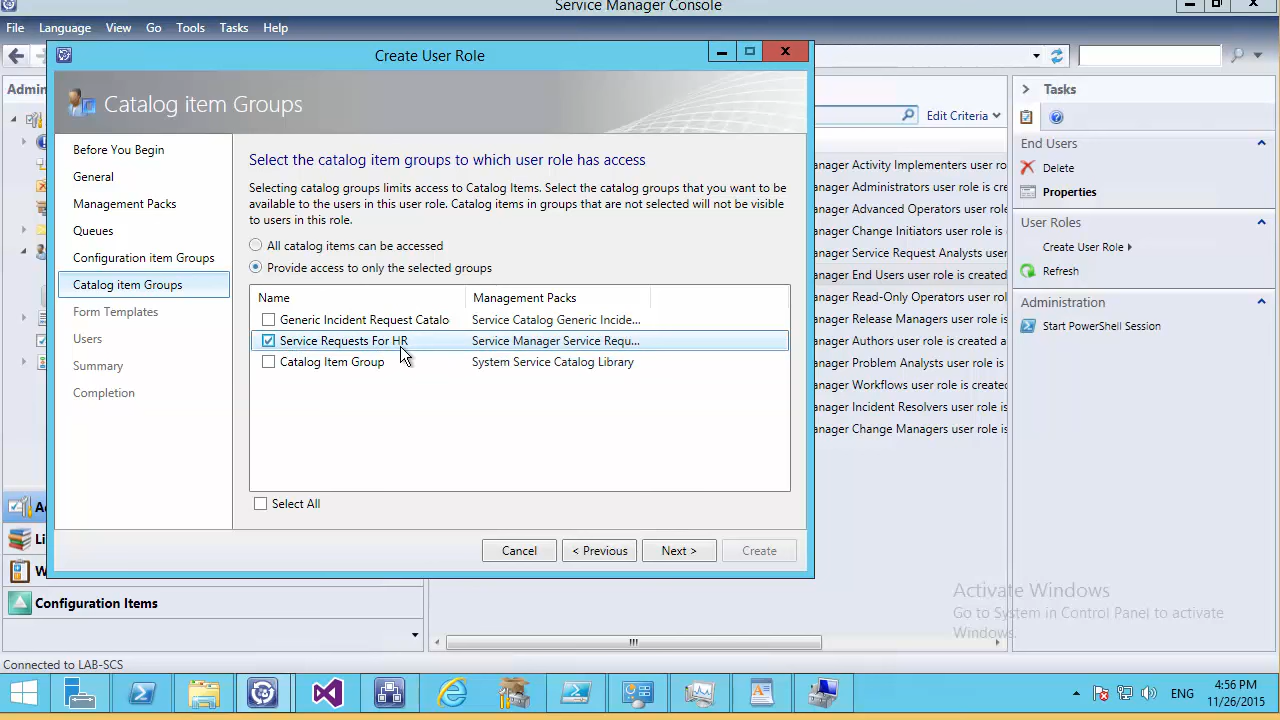 Service Manager Console
File Language View Go Tools Tasks Help
Create User Role
Catalog item Groups
Before You Begin
General
Management Packs
Queues
Configuration item Groups
Catalog item Groups
Form Templates
Users
Summary
Completion
Select the catalog item groups to which user role has access
Selecting catalog groups limits access to Catalog Items. Select the catalog groups that you want to be
available to the users in this user role. Catalog items in groups that are not selected will not be visible
to users in this role.
All catalog items can be accessed
Provide access to only the selected groups
Name Management Packs
Generic Incident Request Catalo Service Catalog Generic Incide...
Service Requests For HR Service Manager Service Requ...
Catalog Item Group System Service Catalog Library
Select All
Cancel < Previous Next > Create
Edit Criteria
anager Activity Implementers user ro
anager Administrators user role is cre
anager Advanced Operators user role
anager Change Initiators user role is
anager Service Request Analysts user
anager End Users user role is created
anager Read-Only Operators user role
anager Release Managers user role is
anager Authors user role is created a
anager Problem Analysts user role is
anager Workflows user role is created
anager Incident Resolvers user role is
anager Change Managers user role is
Tasks
End Users
Delete
Properties
User Roles
Create User Role
Refresh
Administration
Start PowerShell Session
Admin
A
Li
W
Configuration Items
Activate Windows
Go to System in Control Panel to activate
Windows.
Connected to LAB-SCS
ENG
4:56 PM
11/26/2015